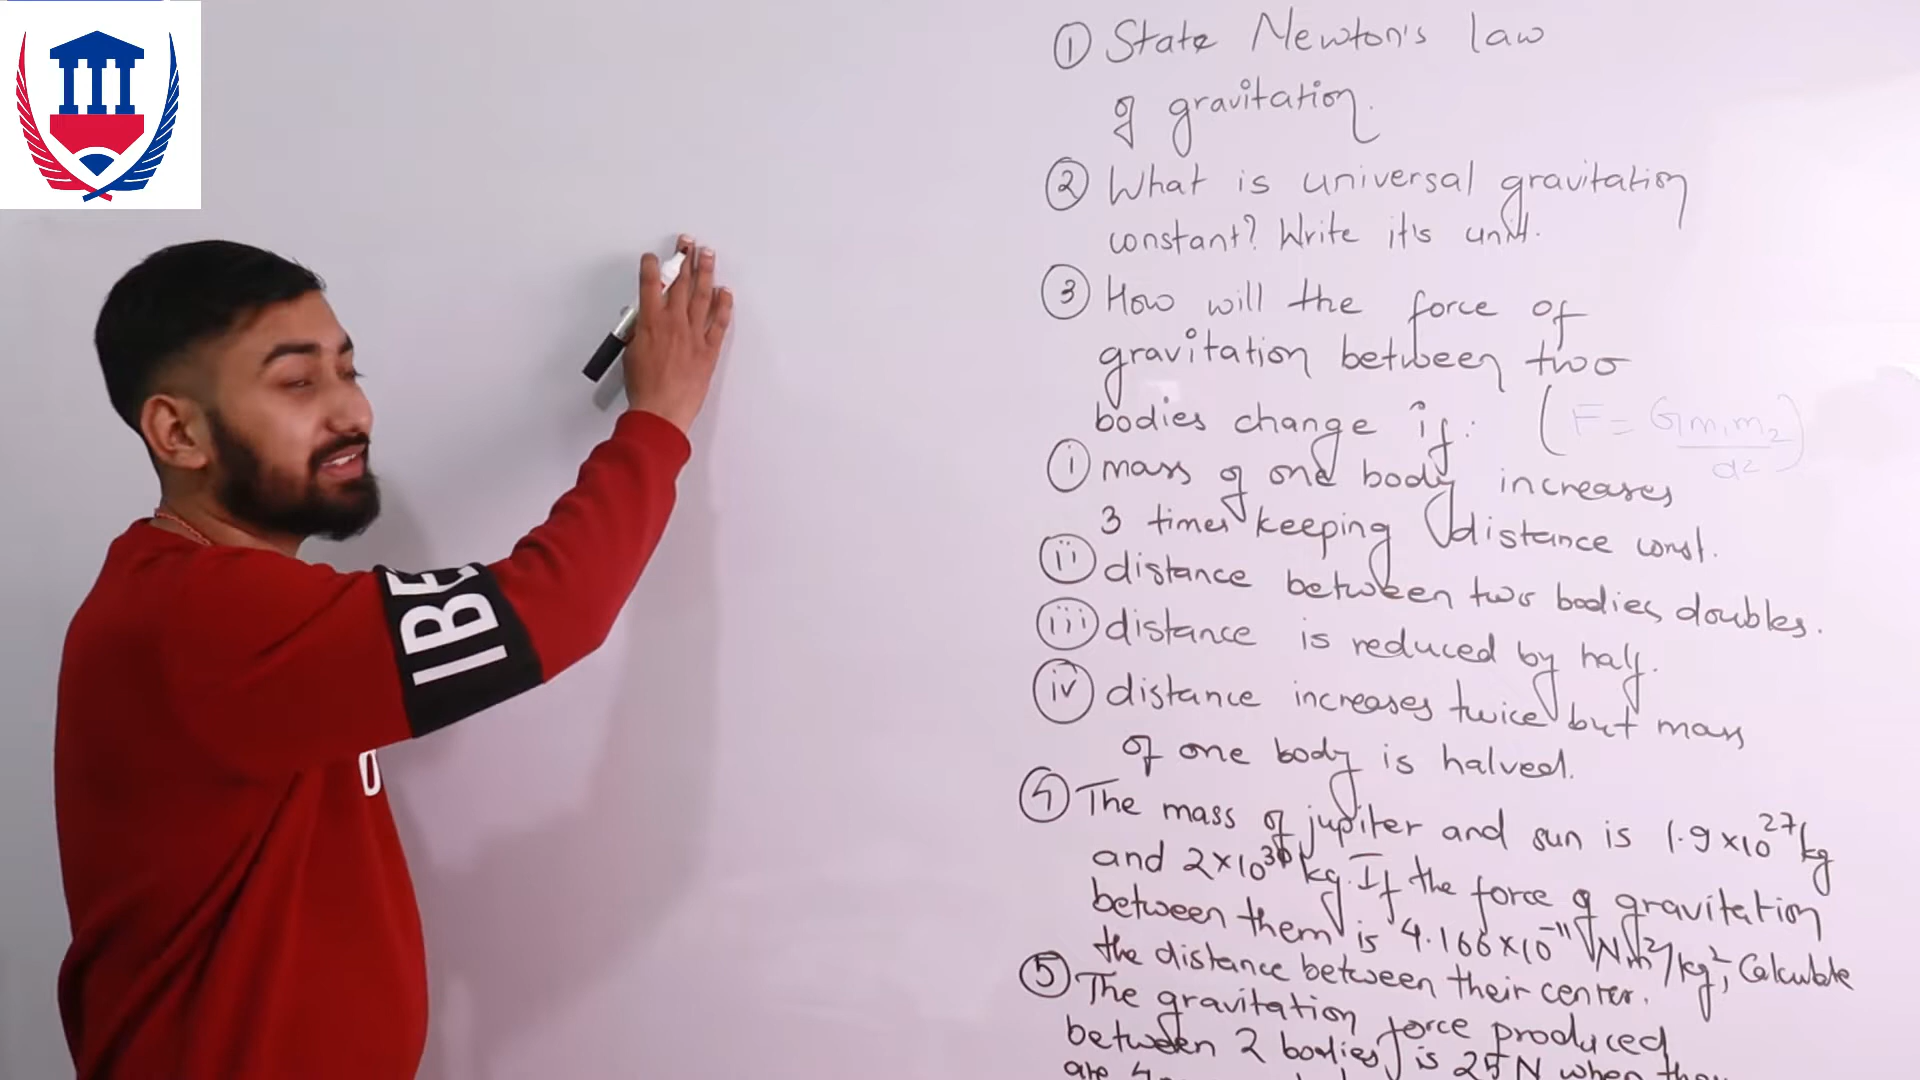 ① State Newton's law
of gravitation.
② What is universal gravitation
constant? Write it's unit.
③ How will the force of
gravitation between two
bodies change if: (F = Gm₁m₂/d²)
ⓘ mass of one body increases
3 times keeping distance const.
ⅱ distance between two bodies doubles.
ⅲ distance is reduced by half.
ⅳ distance increases twice but mass
of one body is halved.
④ The mass of jupiter and sun is 1.9×10²⁷kg
and 2×10³⁰ kg. If the force of gravitation
between them is 4.166×10⁻¹¹ Nm²/kg², Calculate
the distance between their center.
⑤ The gravitation force produced
between 2 bodies is 25 N when they
are
IBE